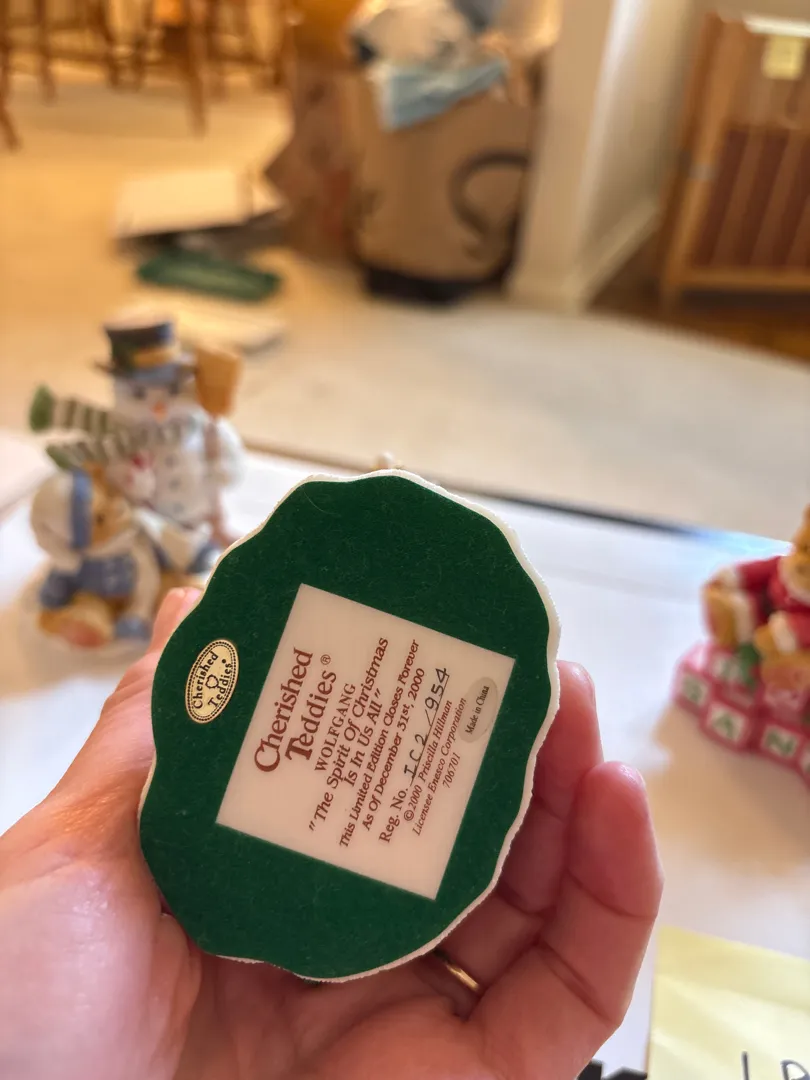 Cherished
Teddies
Cherished
Teddies®
WOLFGANG
"The Spirit Of Christmas
Is In Us All"
This Limited Edition Closes Forever
As Of December 31st, 2000
Reg. No. IC2/954
©2000 Priscilla Hillman
Licensee Enesco Corporation
706701
Made in China
S
A
N